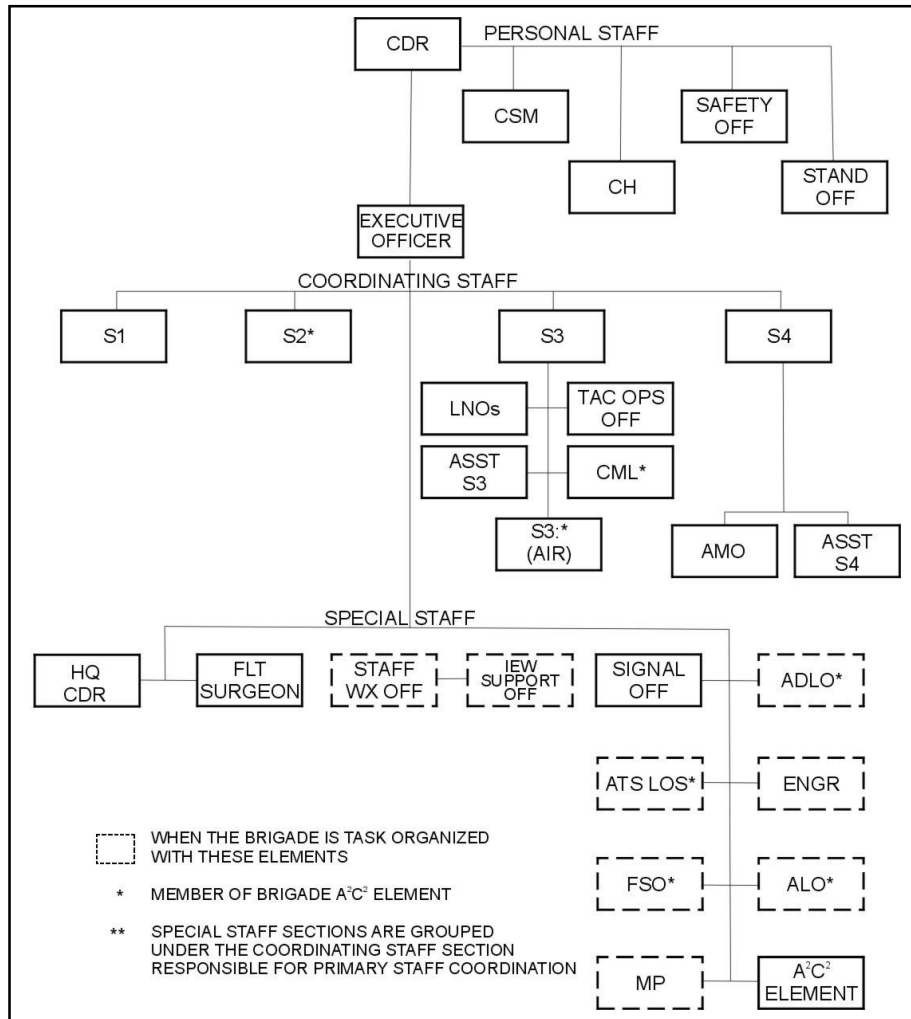 CDR
PERSONAL STAFF
CSM
SAFETY
OFF
CH
STAND
OFF
EXECUTIVE
OFFICER
COORDINATING STAFF
S1
S2*
S3
S4
LNOs
TAC OPS
OFF
ASST
S3
CML*
S3:*
(AIR)
AMO
ASST
S4
SPECIAL STAFF
HQ
CDR
FLT
SURGEON
STAFF
WX OFF
IEW
SUPPORT
OFF
SIGNAL
OFF
ADLO*
ATS LOS*
ENGR
FSO*
ALO*
MP
A²C²
ELEMENT
WHEN THE BRIGADE IS TASK ORGANIZED
WITH THESE ELEMENTS
* MEMBER OF BRIGADE A²C² ELEMENT
** SPECIAL STAFF SECTIONS ARE GROUPED
UNDER THE COORDINATING STAFF SECTION
RESPONSIBLE FOR PRIMARY STAFF COORDINATION